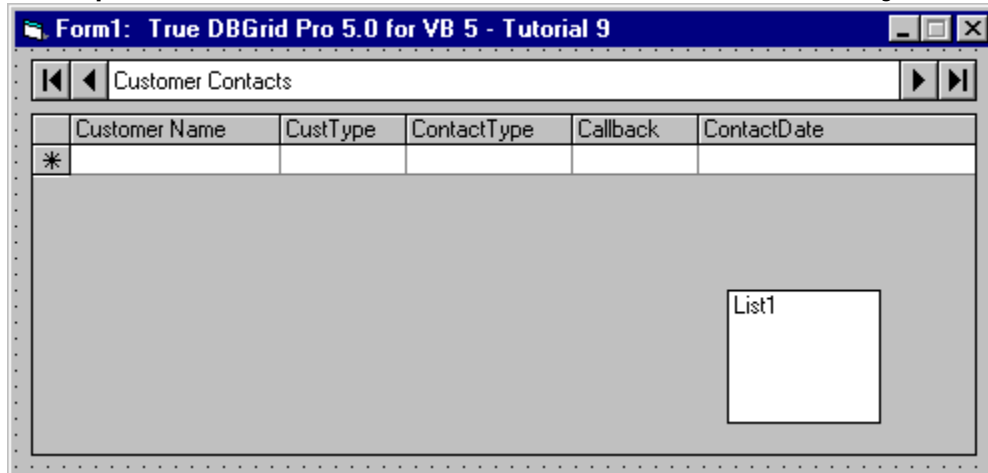 Form1: True DBGrid Pro 5.0 for VB 5 - Tutorial 9
Customer Contacts
Customer Name CustType ContactType Callback ContactDate
List1